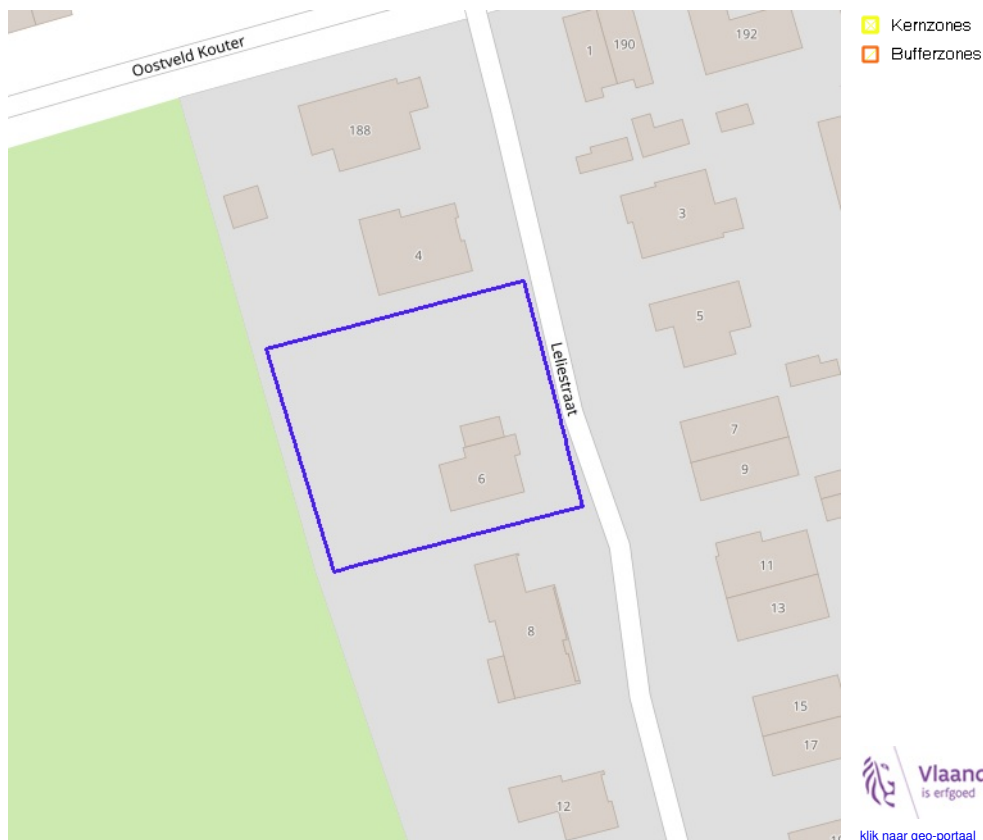 Oostveld Kouter
188
1
190
192
3
4
5
Leliestraat
7
9
6
11
13
8
15
17
12
Kernzones
Bufferzones
is erfgoed
klik naar geo-portaal